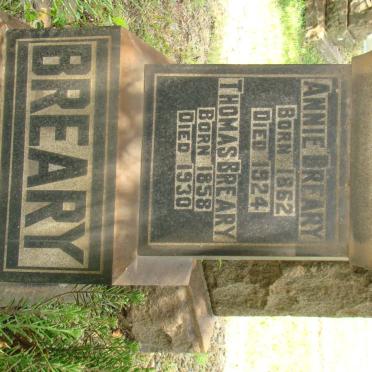 ANNIE BREARY
BORN 1862
DIED 1924
THOMAS BREARY
BORN 1858
DIED 1930
BREARY